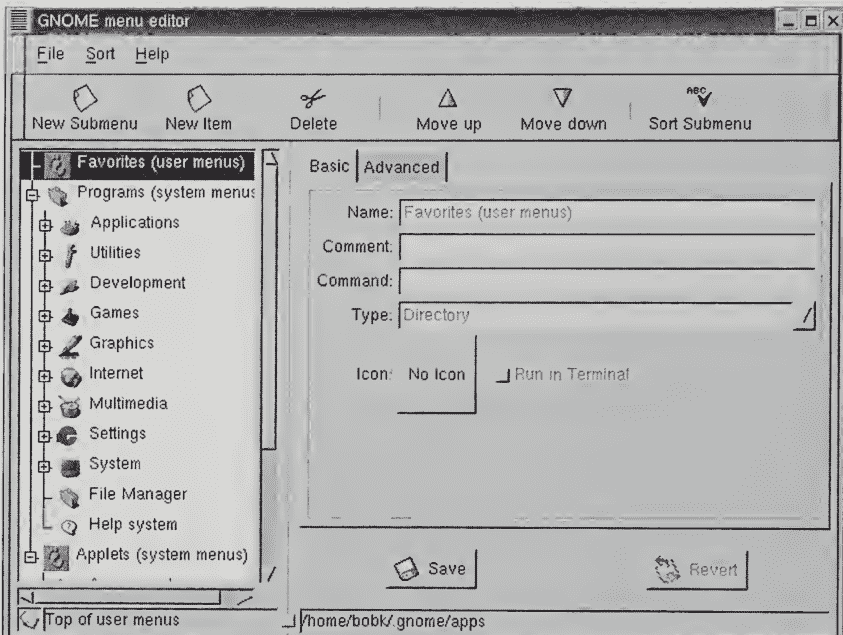 GNOME menu editor
File Sort Help
New Submenu New Item Delete Move up Move down ABC Sort Submenu
Favorites (user menus)
Programs (system menus
Applications
Utilities
Development
Games
Graphics
Internet
Multimedia
Settings
System
File Manager
Help system
Applets (system menus)
Basic Advanced
Name: Favorites (user menus)
Comment:
Command:
Type: Directory
Icon: No Icon Run in Terminal
Save Revert
Top of user menus /home/bobk/.gnome/apps